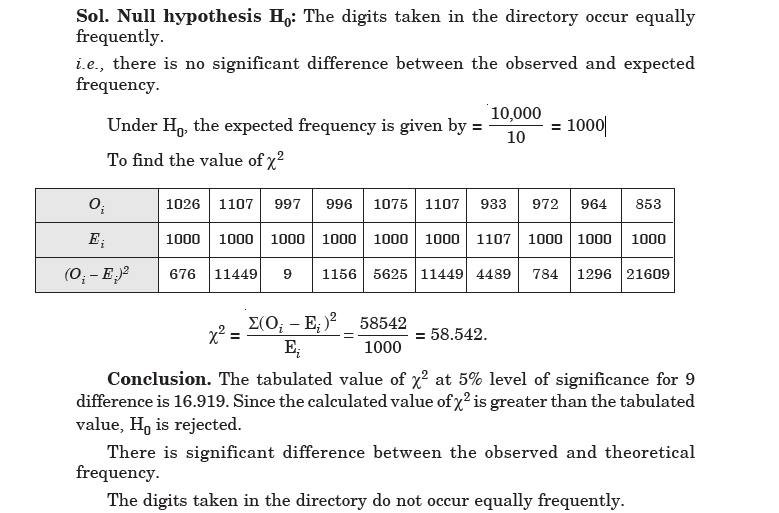 Sol. Null hypothesis H₀: The digits taken in the directory occur equally
frequently.
i.e., there is no significant difference between the observed and expected
frequency.
Under H₀, the expected frequency is given by = 10,000/10 = 1000
To find the value of χ²
Oᵢ 1026 1107 997 996 1075 1107 933 972 964 853
Eᵢ 1000 1000 1000 1000 1000 1000 1107 1000 1000 1000
(Oᵢ – Eᵢ)² 676 11449 9 1156 5625 11449 4489 784 1296 21609
χ² = Σ(Oᵢ – Eᵢ)²/Eᵢ = 58542/1000 = 58.542.
Conclusion. The tabulated value of χ² at 5% level of significance for 9
difference is 16.919. Since the calculated value of χ² is greater than the tabulated
value, H₀ is rejected.
There is significant difference between the observed and theoretical
frequency.
The digits taken in the directory do not occur equally frequently.